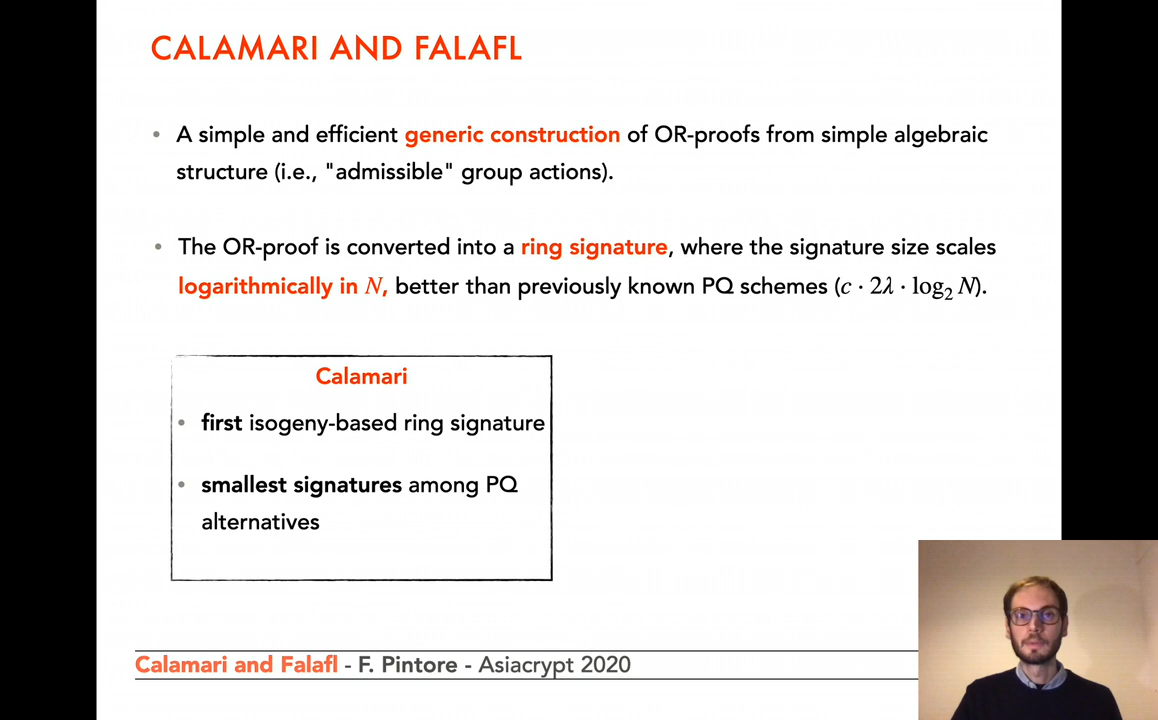 CALAMARI AND FALAFL
• A simple and efficient generic construction of OR-proofs from simple algebraic
structure (i.e., "admissible" group actions).
• The OR-proof is converted into a ring signature, where the signature size scales
logarithmically in N, better than previously known PQ schemes (c · 2λ · log₂ N).
Calamari
• first isogeny-based ring signature
• smallest signatures among PQ
alternatives
Calamari and Falafl - F. Pintore - Asiacrypt 2020